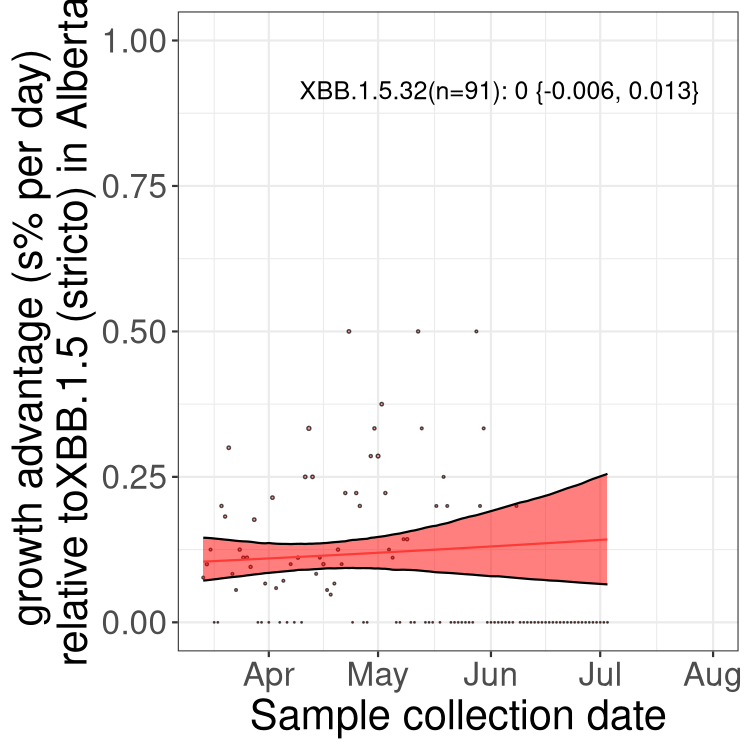 growth advantage (s% per day)
relative toXBB.1.5 (stricto) in Alberta
1.00
0.75
0.50
0.25
0.00
XBB.1.5.32(n=91): 0 {-0.006, 0.013}
Apr
May
Jun
Jul
Aug
Sample collection date